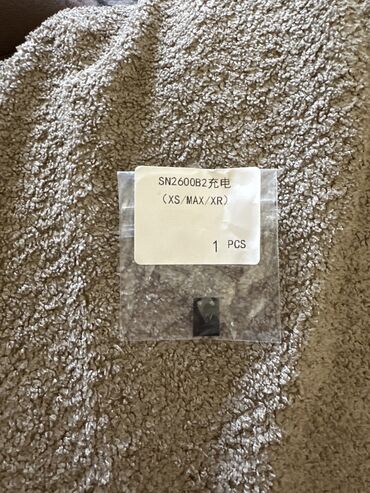 SN2600B2充电
(XS/MAX/XR)
1 PCS